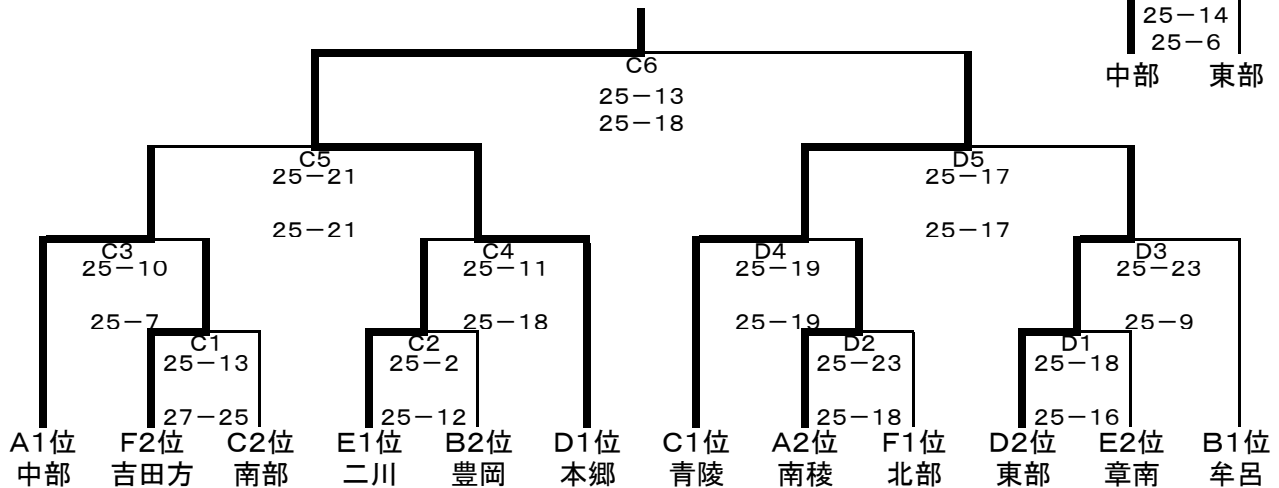 25－14
25－6
中部 東部
C6
25－13
25－18
C5 D5
25－21 25－17
25－21 25－17
C3 C4 D4 D3
25－10 25－11 25－19 25－23
25－7 25－18 25－19 25－9
C1 C2 D2 D1
25－13 25－2 25－23 25－18
27－25 25－12 25－18 25－16
A1位 F2位 C2位 E1位 B2位 D1位 C1位 A2位 F1位 D2位 E2位 B1位
中部 吉田方 南部 二川 豊岡 本郷 青陵 南稜 北部 東部 章南 牟呂